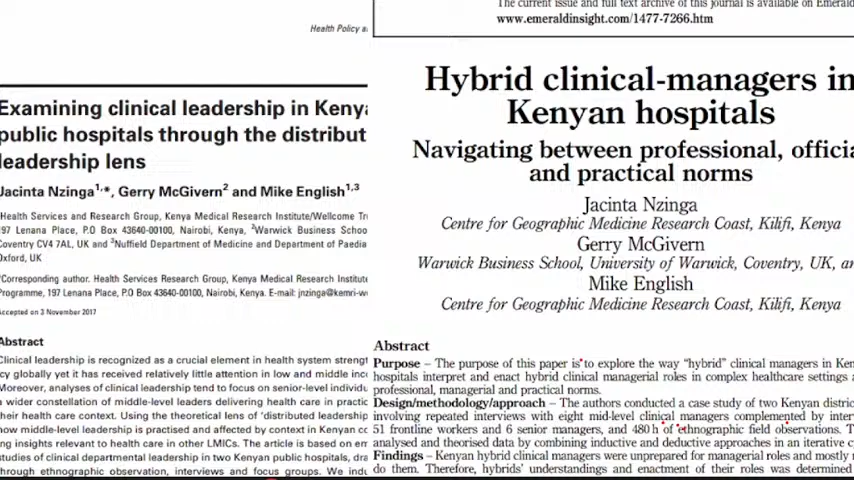 Health Policy a
Examining clinical leadership in Kenya
public hospitals through the distribut
leadership lens
Jacinta Nzinga1,*, Gerry McGivern2 and Mike English1,3
Health Services and Research Group, Kenya Medical Research Institute/Wellcome Tru
197 Lenana Place, P.O Box 43640-00100, Nairobi, Kenya, 2Warwick Business Schoo
Coventry CV4 7AL, UK and 3Nuffield Department of Medicine and Department of Paedia
Oxford, UK
*Corresponding author. Health Services Research Group, Kenya Medical Research Institute
Programme, 197 Lenana Place, P.O Box 43640-00100, Nairobi, Kenya. E-mail: jnzinga@kemri-w
Accepted on 3 November 2017
Abstract
Clinical leadership is recognized as a crucial element in health system strengt
cy globally yet it has received relatively little attention in low and middle inc
Moreover, analyses of clinical leadership tend to focus on senior-level individu
a wider constellation of middle-level leaders delivering health care in practic
their health care context. Using the theoretical lens of 'distributed leadership
how middle-level leadership is practised and affected by context in Kenyan co
ing insights relevant to health care in other LMICs. The article is based on em
studies of clinical departmental leadership in two Kenyan hospitals, dra
through ethnographic observation, interviews and focus groups. We indu
The current issue and full text archive of this journal is available on Emerald
www.emeraldinsight.com/1477-7266.htm
Hybrid clinical-managers in
Kenyan hospitals
Navigating between professional, officia
and practical norms
Jacinta Nzinga
Centre for Geographic Medicine Research Coast, Kilifi, Kenya
Gerry McGivern
Warwick Business School, University of Warwick, Coventry, UK, an
Mike English
Centre for Geographic Medicine Research Coast, Kilifi, Kenya
Abstract
Purpose – The purpose of this paper is to explore the way "hybrid" clinical managers in Ken
hospitals interpret and enact hybrid clinical managerial roles in complex healthcare settings a
professional, managerial and practical norms.
Design/methodology/approach – The authors conducted a case study of two Kenyan distri
involving repeated interviews with eight mid-level clinical managers complemented by interv
51 frontline workers and 6 senior managers, and 480 h of ethnographic field observations. T
analysed and theorised data by combining inductive and deductive approaches in an iterative c
Findings – Kenyan hybrid clinical managers were unprepared for managerial roles and mostly r
do them. Therefore, hybrids' understandings and enactment of their roles was determined